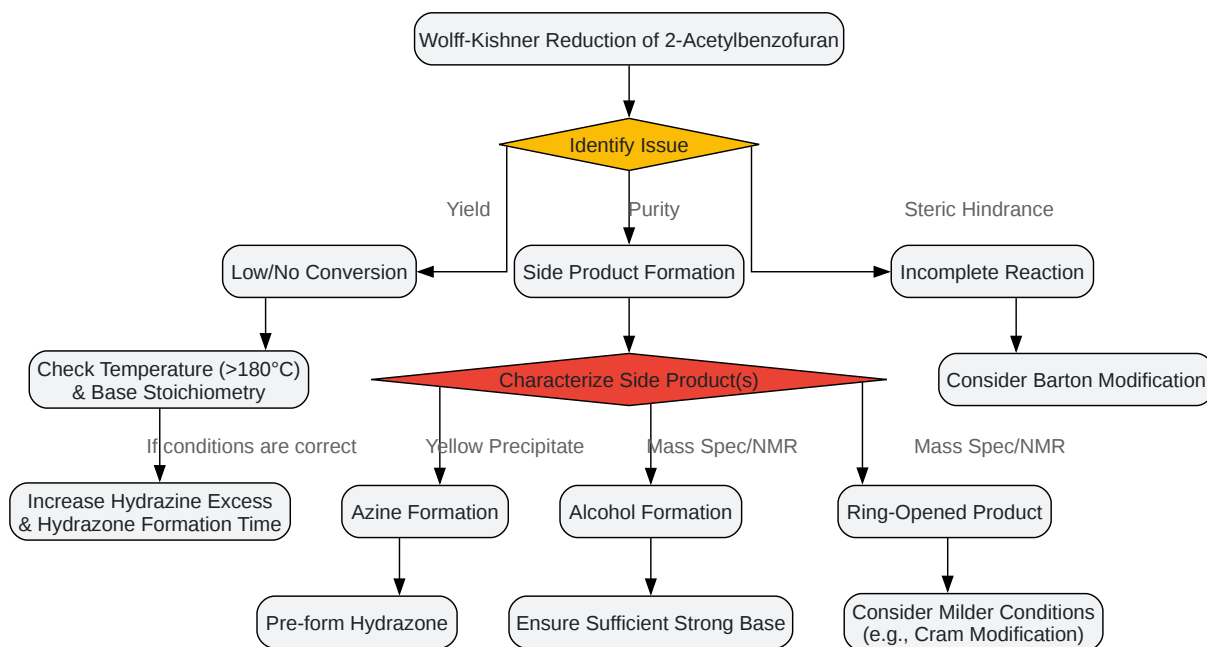 Wolff-Kishner Reduction of 2-Acetylbenzofuran
Identify Issue
Yield
Purity
Steric Hindrance
Low/No Conversion
Side Product Formation
Incomplete Reaction
Check Temperature (>180°C)
& Base Stoichiometry
Characterize Side Product(s)
Consider Barton Modification
If conditions are correct
Yellow Precipitate
Mass Spec/NMR
Mass Spec/NMR
Increase Hydrazine Excess
& Hydrazone Formation Time
Azine Formation
Alcohol Formation
Ring-Opened Product
Pre-form Hydrazone
Ensure Sufficient Strong Base
Consider Milder Conditions
(e.g., Cram Modification)